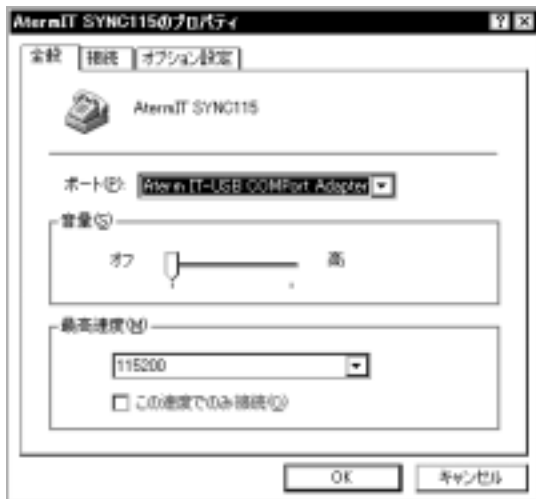 AtermIT SYNC115のプロパティ
? ×
全般 接続 オプション設定
AtermIT SYNC115
ポート(P): Aterm IT-USB COMPort Adapter
音量(S)
オフ 高
最高速度(M)
115200
この速度でのみ接続(O)
OK キャンセル